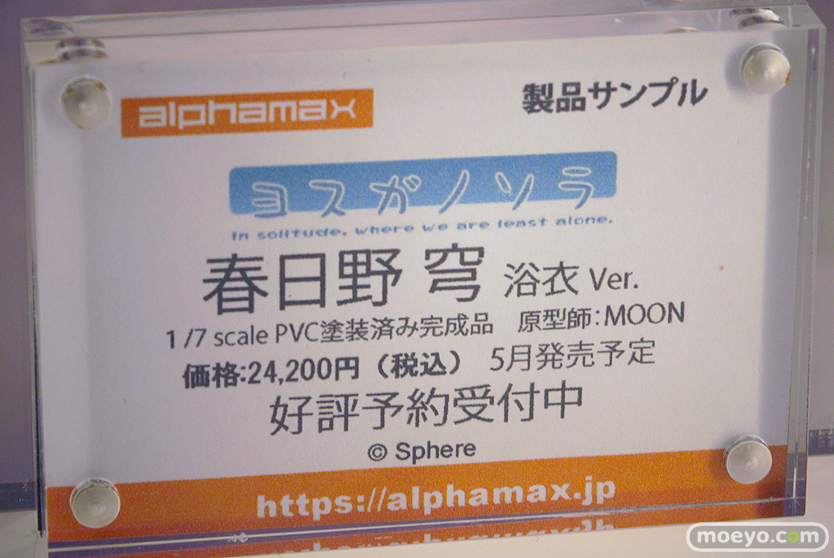 alphamax
製品サンプル
ヨスガノソラ
In solitude, where we are least alone.
春日野 穹 浴衣 Ver.
1/7 scale PVC塗装済み完成品 原型師:MOON
価格:24,200円（税込） 5月発売予定
好評予約受付中
© Sphere
https://alphamax.jp
moeyo.com